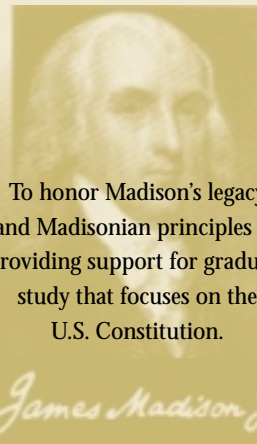 To honor Madison's legacy
and Madisonian principles
roviding support for gradu
study that focuses on the
U.S. Constitution.
James Madison